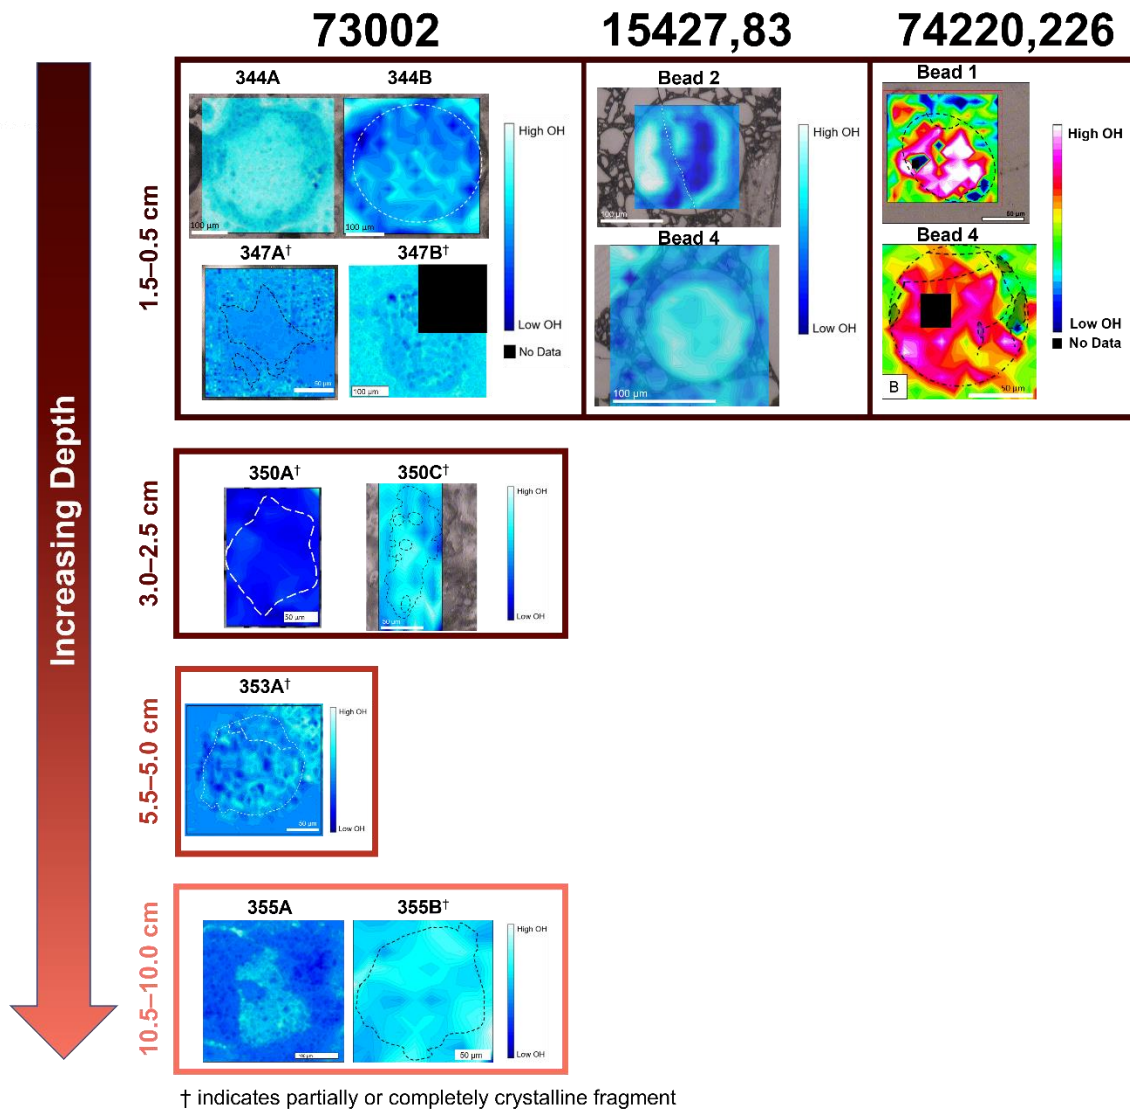 73002
15427,83
74220,226
344A
344B
Bead 2
Bead 1
High OH
Low OH
No Data
100 µm
100 µm
100 µm
High OH
Low OH
High OH
Low OH
No Data
347A†
347B†
Bead 4
Bead 4
50 µm
100 µm
100 µm
B
50 µm
1.5–0.5 cm
Increasing Depth
350A†
350C†
High OH
Low OH
50 µm
3.0–2.5 cm
353A†
High OH
Low OH
50 µm
5.5–5.0 cm
355A
355B†
High OH
Low OH
50 µm
10.5–10.0 cm
† indicates partially or completely crystalline fragment